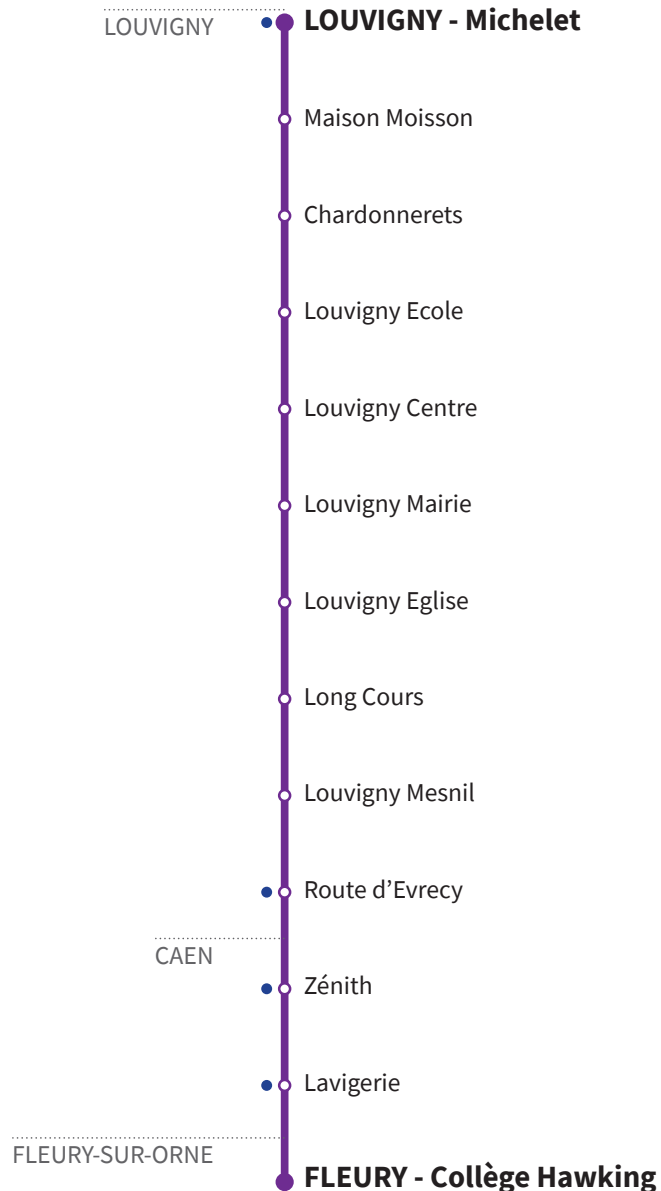 LOUVIGNY
LOUVIGNY - Michelet
Maison Moisson
Chardonnerets
Louvigny Ecole
Louvigny Centre
Louvigny Mairie
Louvigny Eglise
Long Cours
Louvigny Mesnil
Route d’Evrecy
CAEN
Zénith
Lavigerie
FLEURY-SUR-ORNE
FLEURY - Collège Hawking